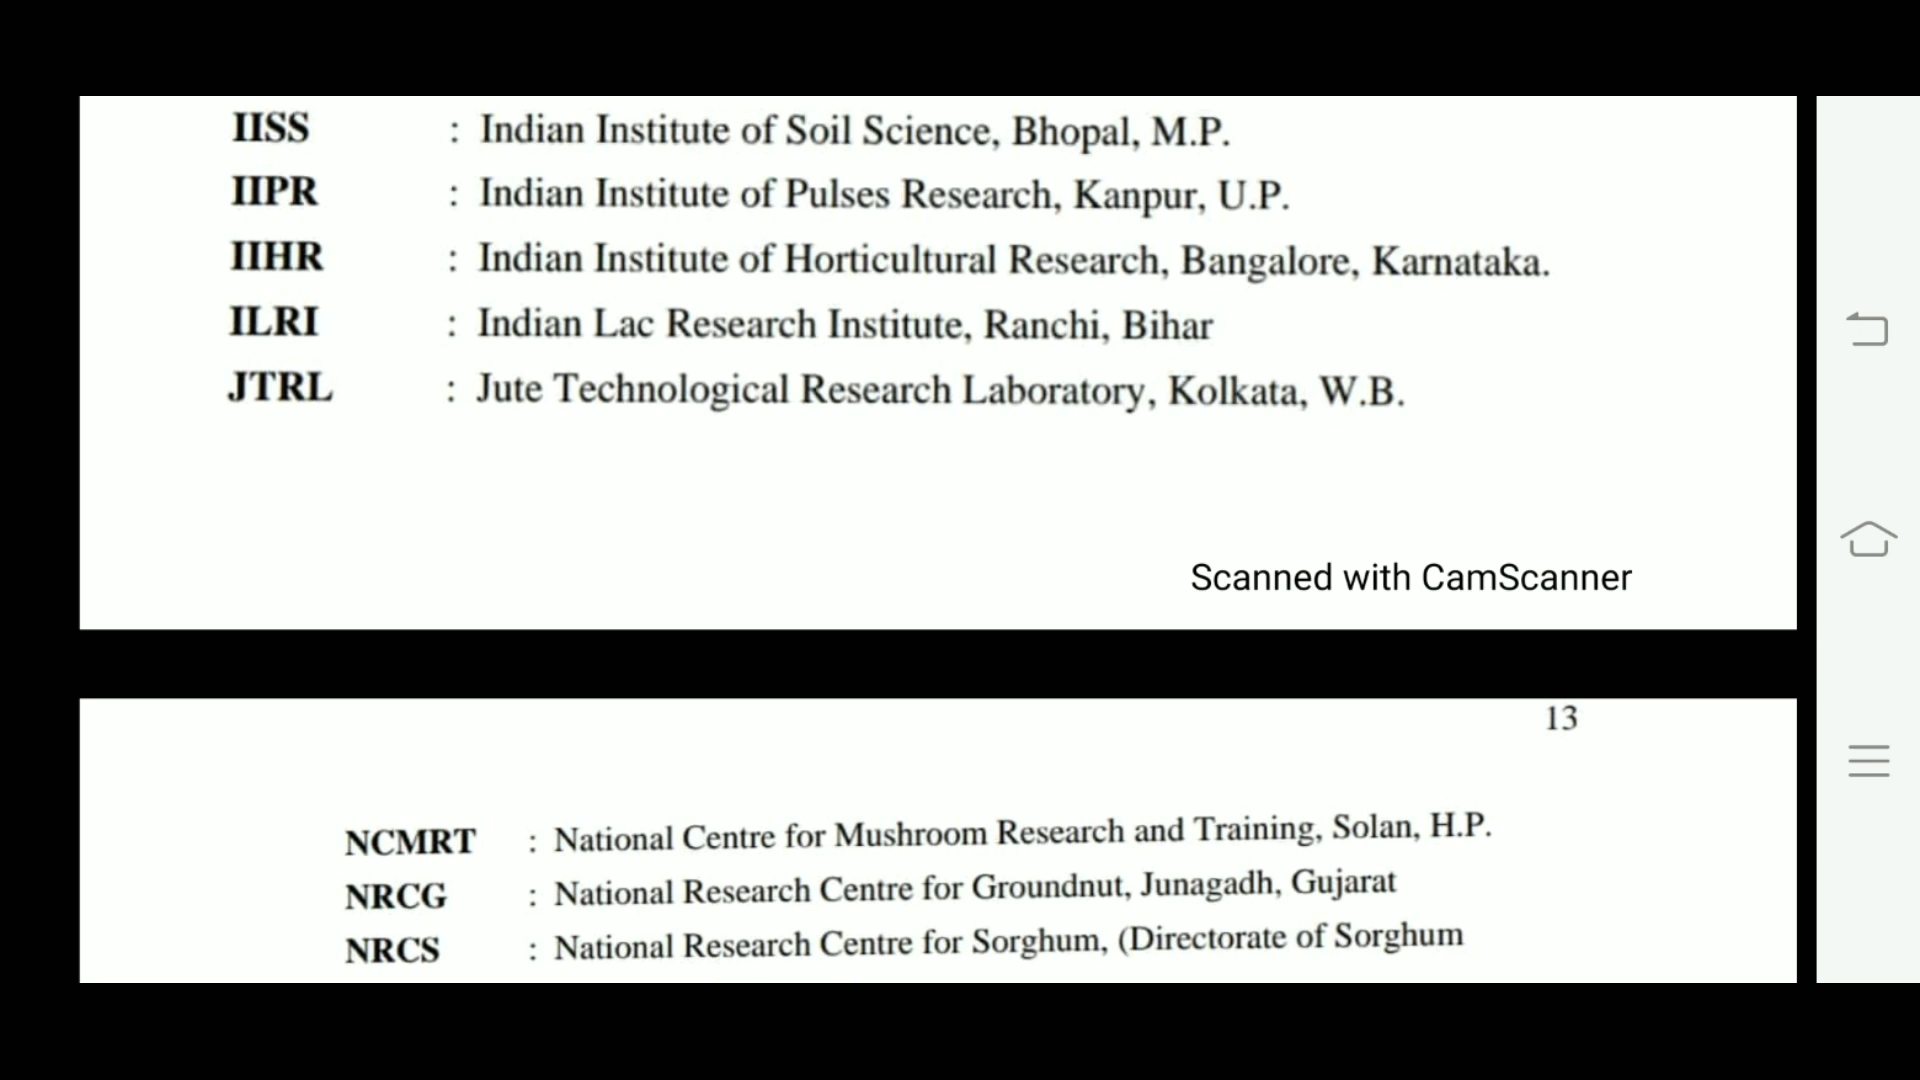 IISS : Indian Institute of Soil Science, Bhopal, M.P.
IIPR : Indian Institute of Pulses Research, Kanpur, U.P.
IIHR : Indian Institute of Horticultural Research, Bangalore, Karnataka.
ILRI : Indian Lac Research Institute, Ranchi, Bihar
JTRL : Jute Technological Research Laboratory, Kolkata, W.B.
Scanned with CamScanner
13
NCMRT : National Centre for Mushroom Research and Training, Solan, H.P.
NRCG : National Research Centre for Groundnut, Junagadh, Gujarat
NRCS : National Research Centre for Sorghum, (Directorate of Sorghum